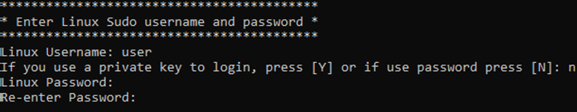 ******************************************
* Enter Linux Sudo username and password *
******************************************
Linux Username: user
If you use a private key to login, press [Y] or if use password press [N]: n
Linux Password:
Re-enter Password: